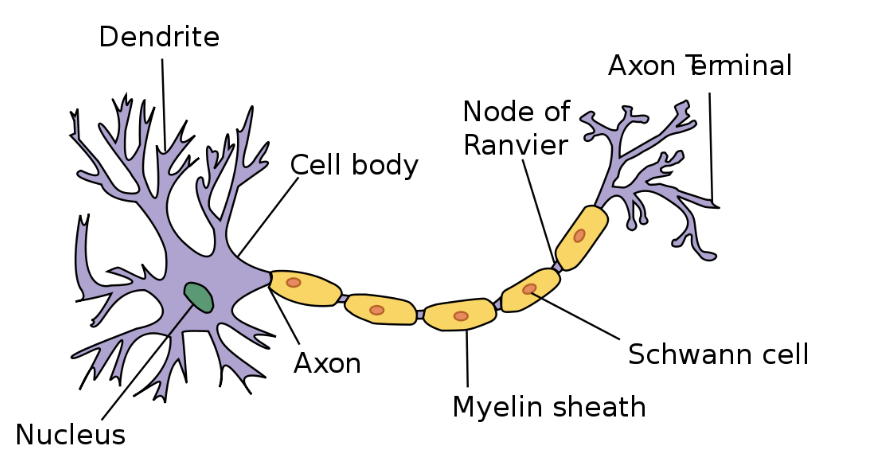 Dendrite
Axon Terminal
Node of
Ranvier
Cell body
Axon
Schwann cell
Myelin sheath
Nucleus